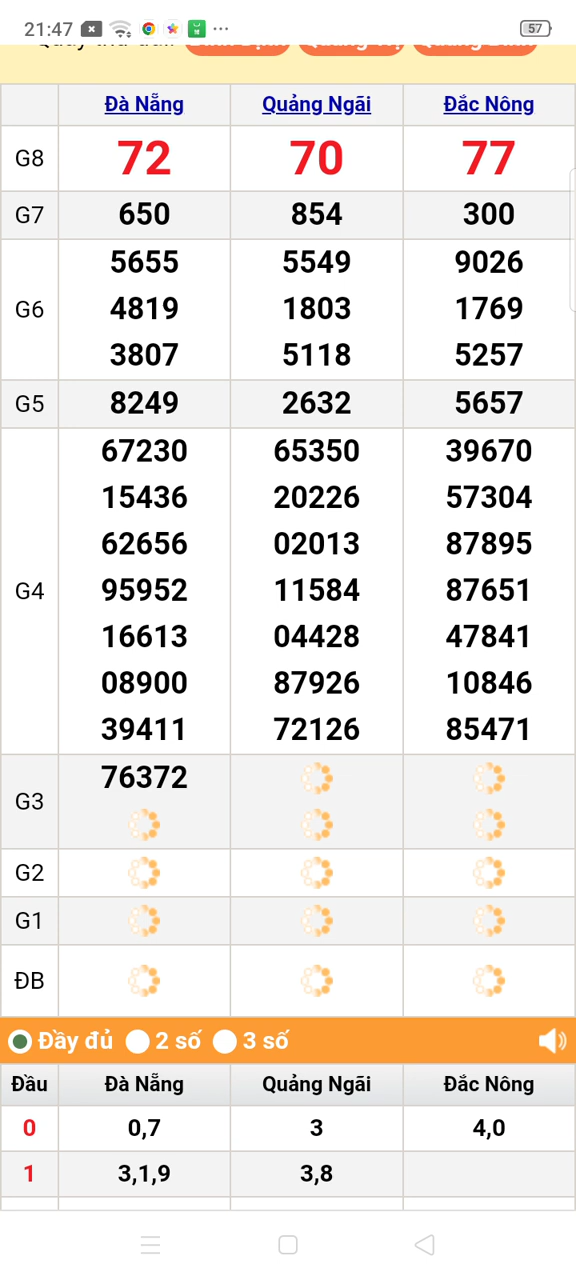 21:47 57
Đà Nẵng Quảng Ngãi Đắc Nông
G8 72 70 77
G7 650 854 300
5655 5549 9026
G6 4819 1803 1769
3807 5118 5257
G5 8249 2632 5657
67230 65350 39670
15436 20226 57304
62656 02013 87895
G4 95952 11584 87651
16613 04428 47841
08900 87926 10846
39411 72126 85471
76372
G3
G2
G1
ĐB
Đầy đủ 2 số 3 số
Đầu Đà Nẵng Quảng Ngãi Đắc Nông
0 0,7 3 4,0
1 3,1,9 3,8